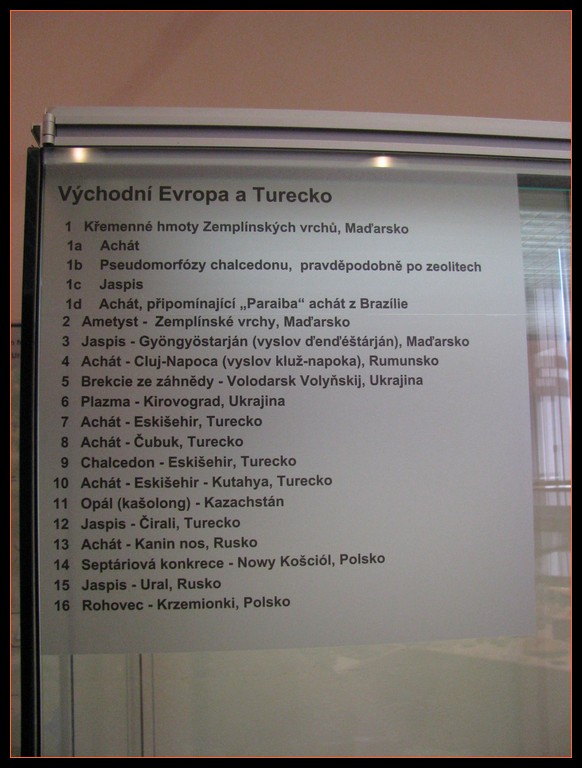 Východní Evropa a Turecko
1 Křemenné hmoty Zemplínských vrchů, Maďarsko
1a Achát
1b Pseudomorfózy chalcedonu, pravděpodobně po zeolitech
1c Jaspis
1d Achát, připomínající „Paraiba“ achát z Brazílie
2 Ametyst - Zemplínské vrchy, Maďarsko
3 Jaspis - Gyöngyöstarján (vyslov ďenďéštárján), Maďarsko
4 Achát - Cluj-Napoca (vyslov kluž-napoka), Rumunsko
5 Brekcie ze záhnědy - Volodarsk Volyňskij, Ukrajina
6 Plazma - Kirovograd, Ukrajina
7 Achát - Eskišehir, Turecko
8 Achát - Čubuk, Turecko
9 Chalcedon - Eskišehir, Turecko
10 Achát - Eskišehir - Kutahya, Turecko
11 Opál (kašolong) - Kazachstán
12 Jaspis - Čirali, Turecko
13 Achát - Kanin nos, Rusko
14 Septáriová konkrece - Nowy Kośćiól, Polsko
15 Jaspis - Ural, Rusko
16 Rohovec - Krzemionki, Polsko